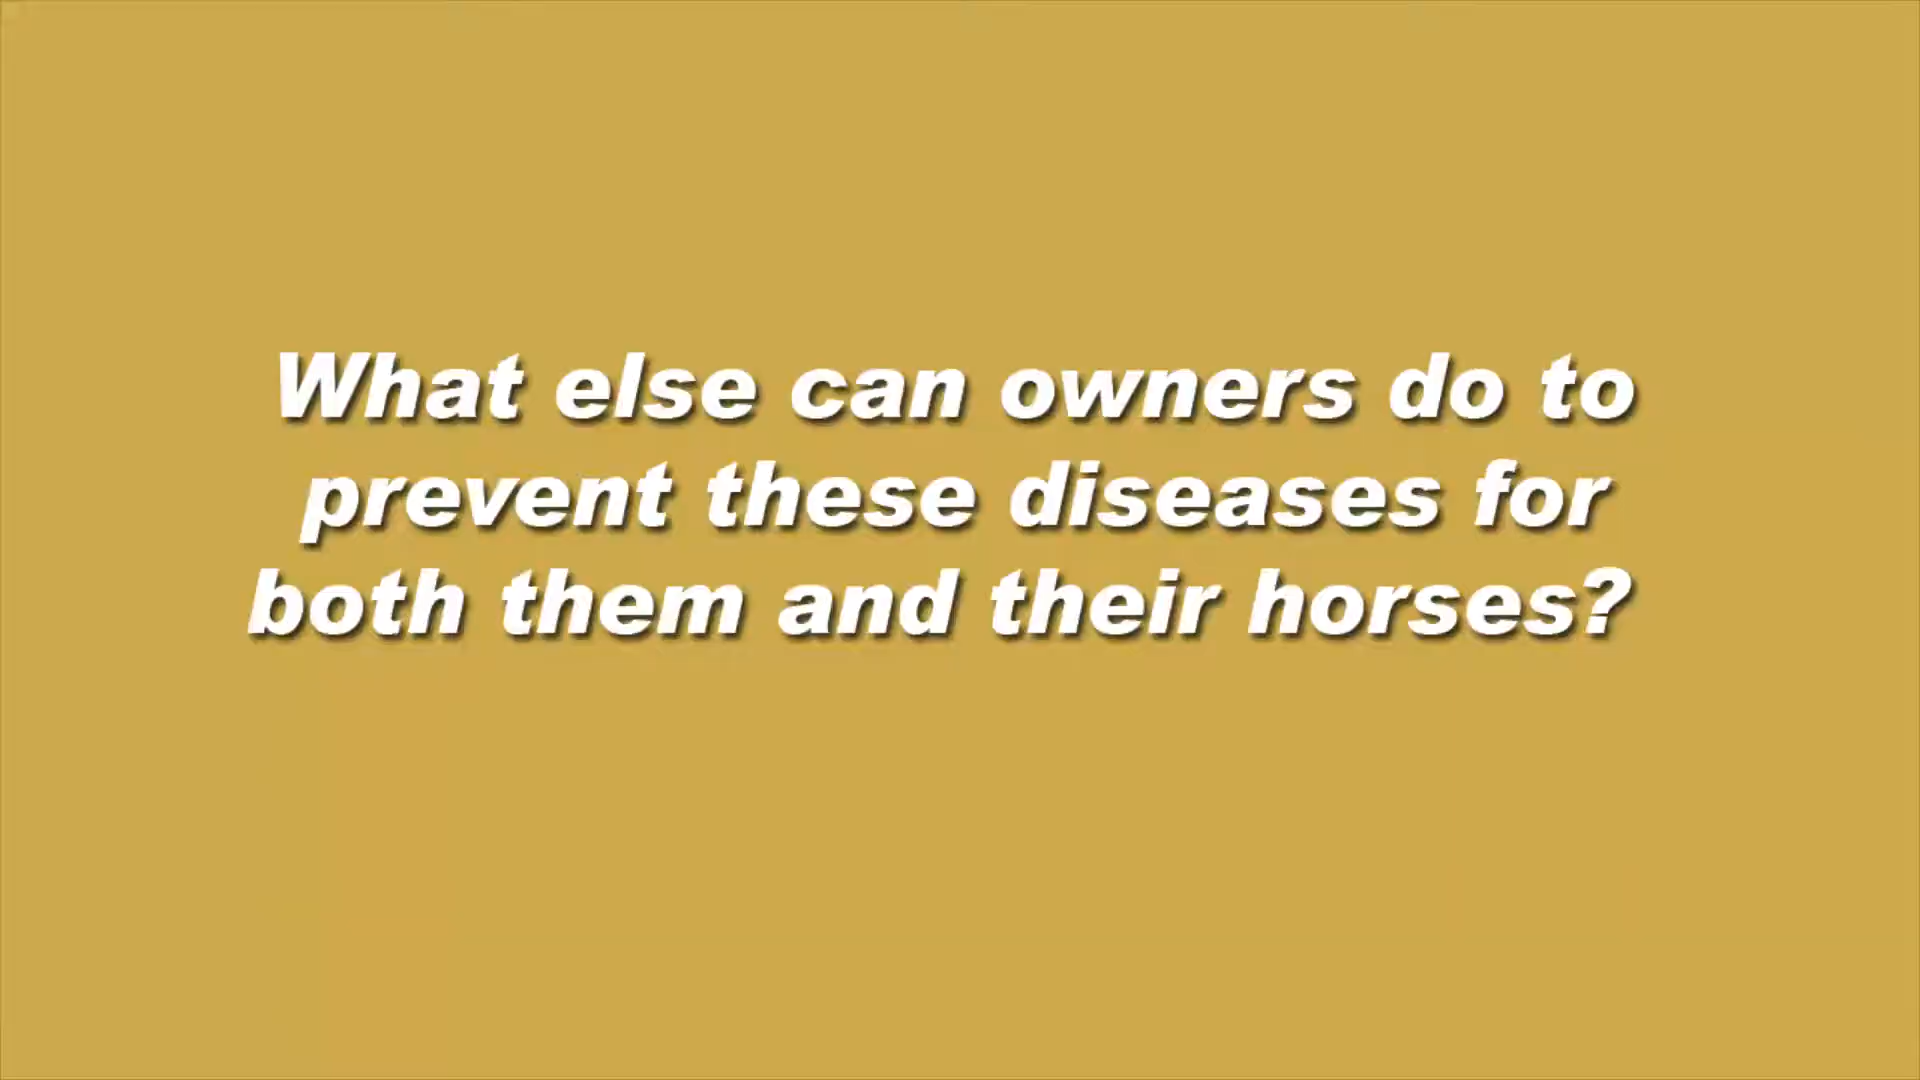 What else can owners do to
prevent these diseases for
both them and their horses?